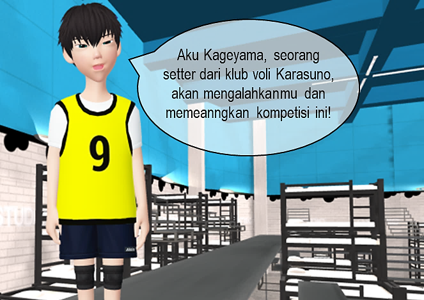 Aku Kageyama, seorang
setter dari klub voli Karasuno,
akan mengalahkanmu dan
memeanngkan kompetisi ini!
9